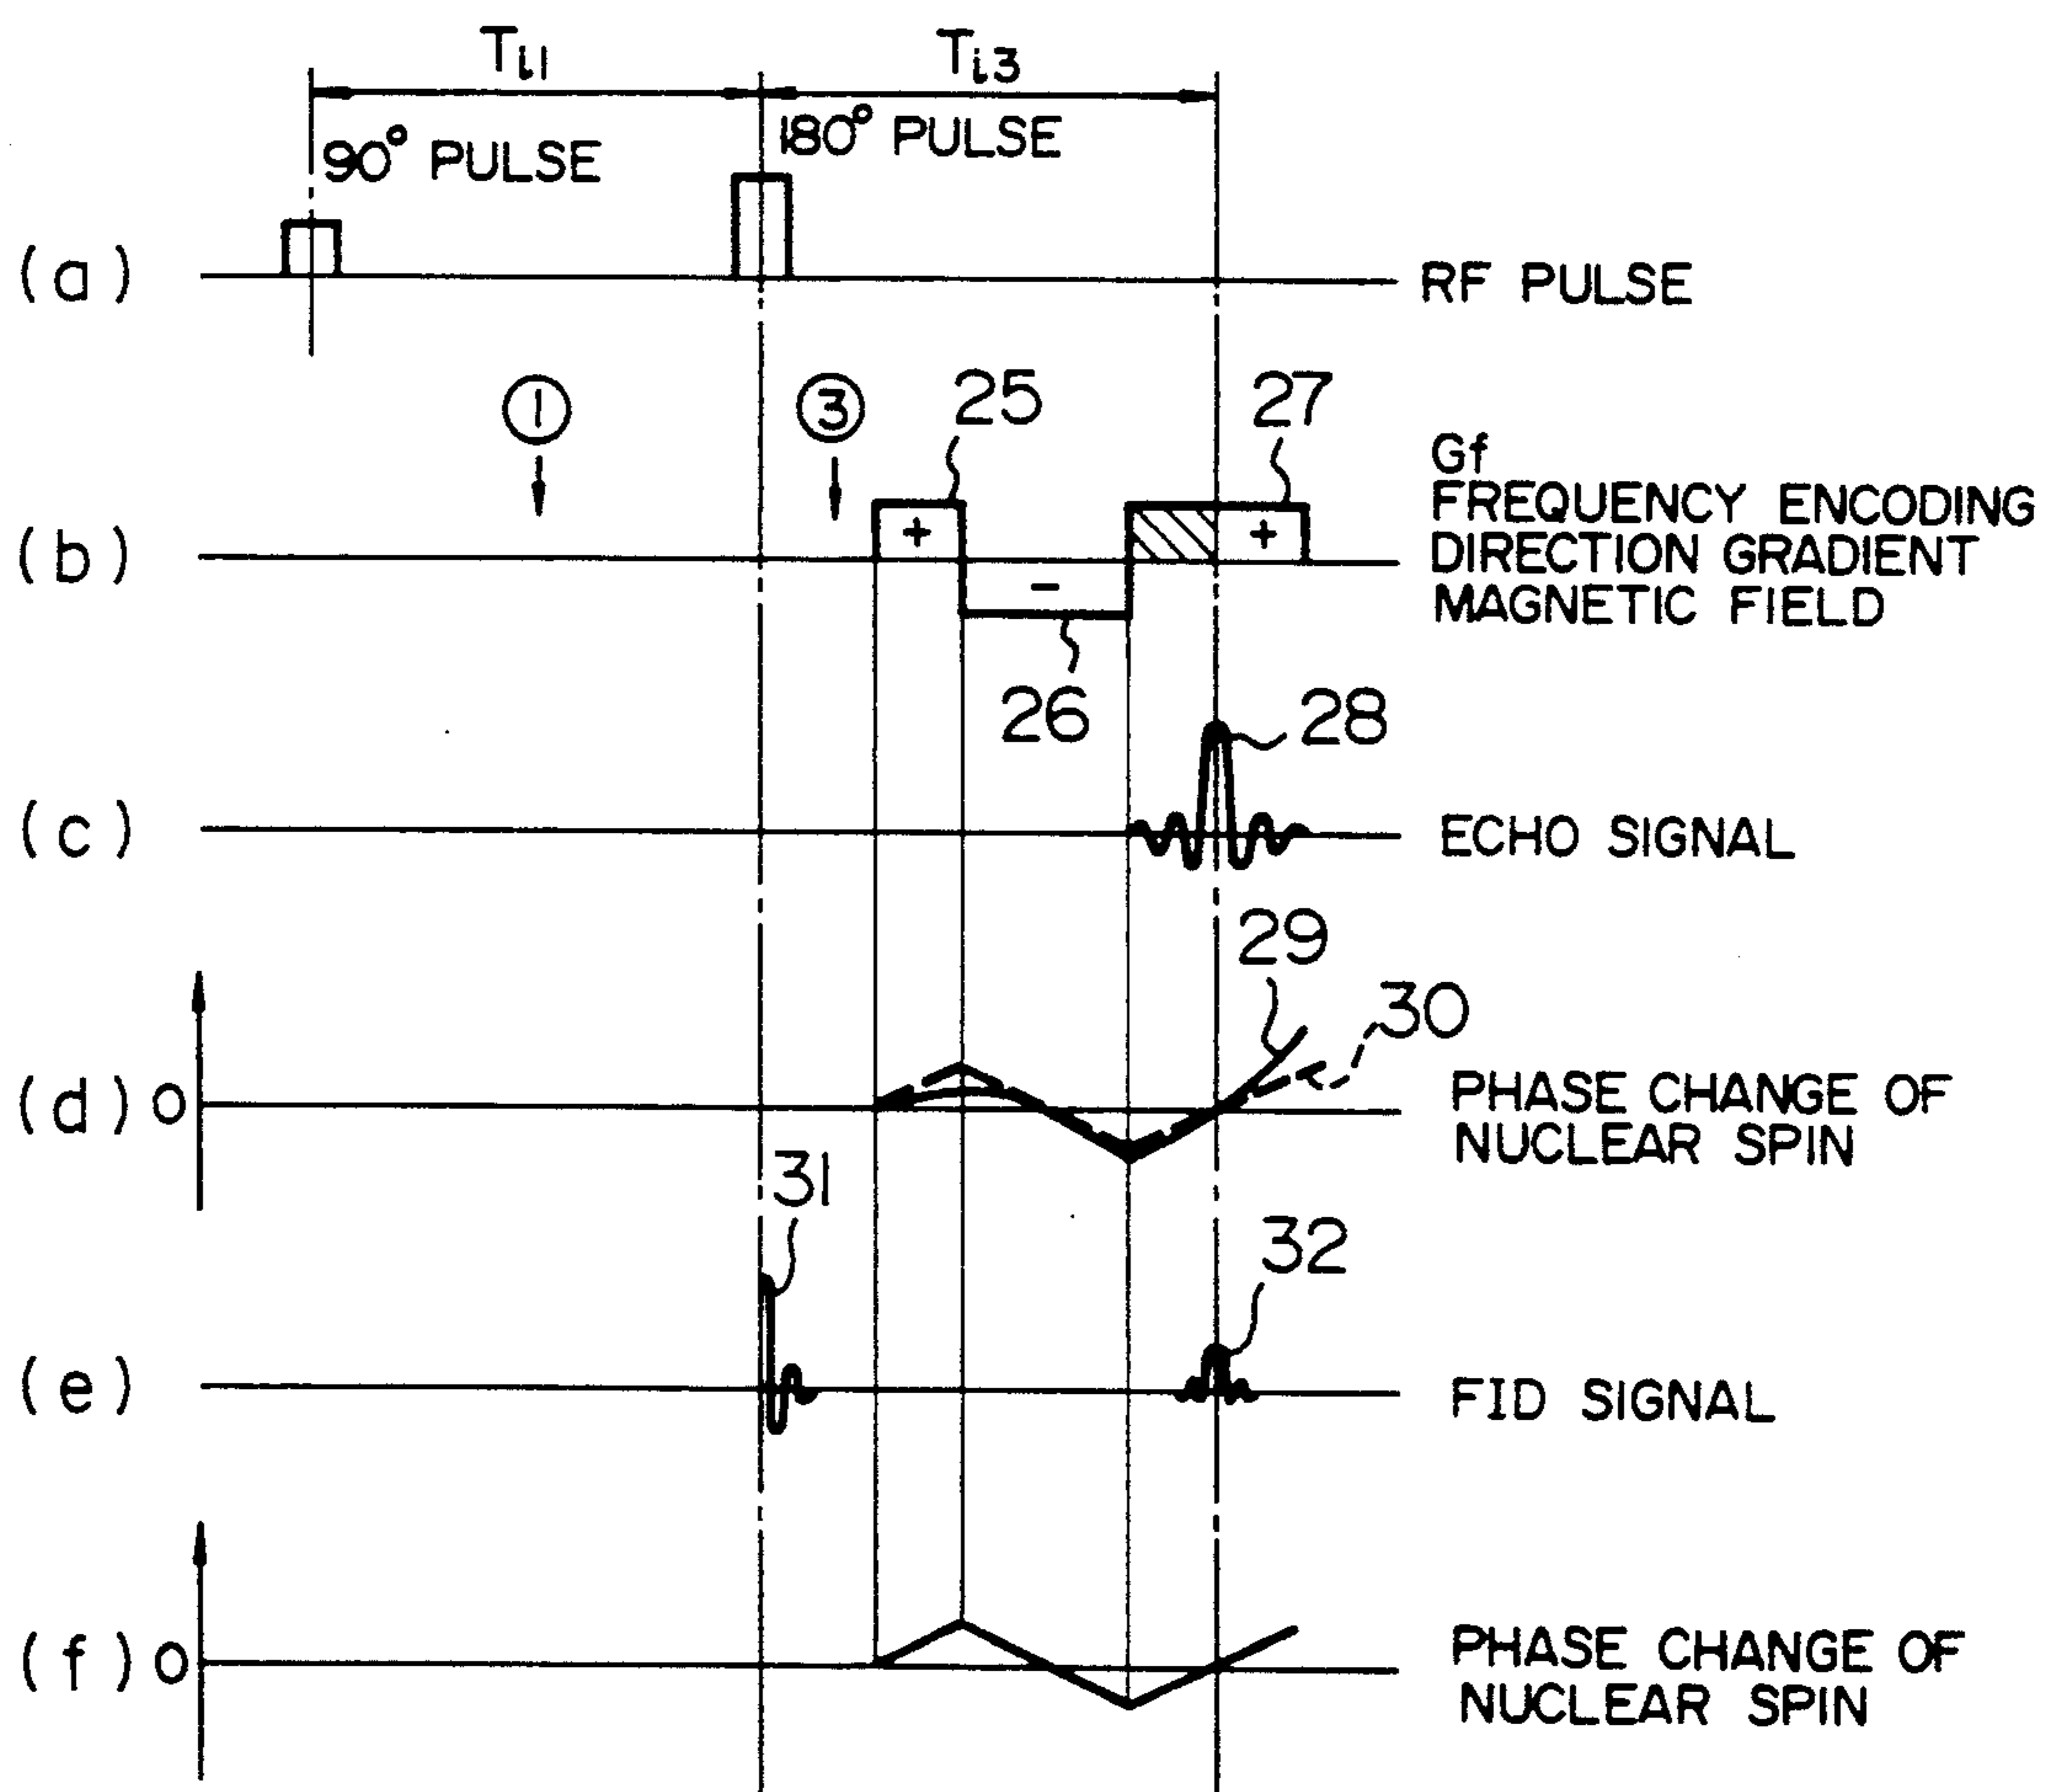 Ti1 Ti3
90° PULSE
180° PULSE
(a) RF PULSE
① ③ 25 27
(b) + - +
Gf
FREQUENCY ENCODING
DIRECTION GRADIENT
MAGNETIC FIELD
26 28
(c) ECHO SIGNAL
29 30
(d) 0 PHASE CHANGE OF
NUCLEAR SPIN
31 32
(e) FID SIGNAL
(f) 0 PHASE CHANGE OF
NUCLEAR SPIN